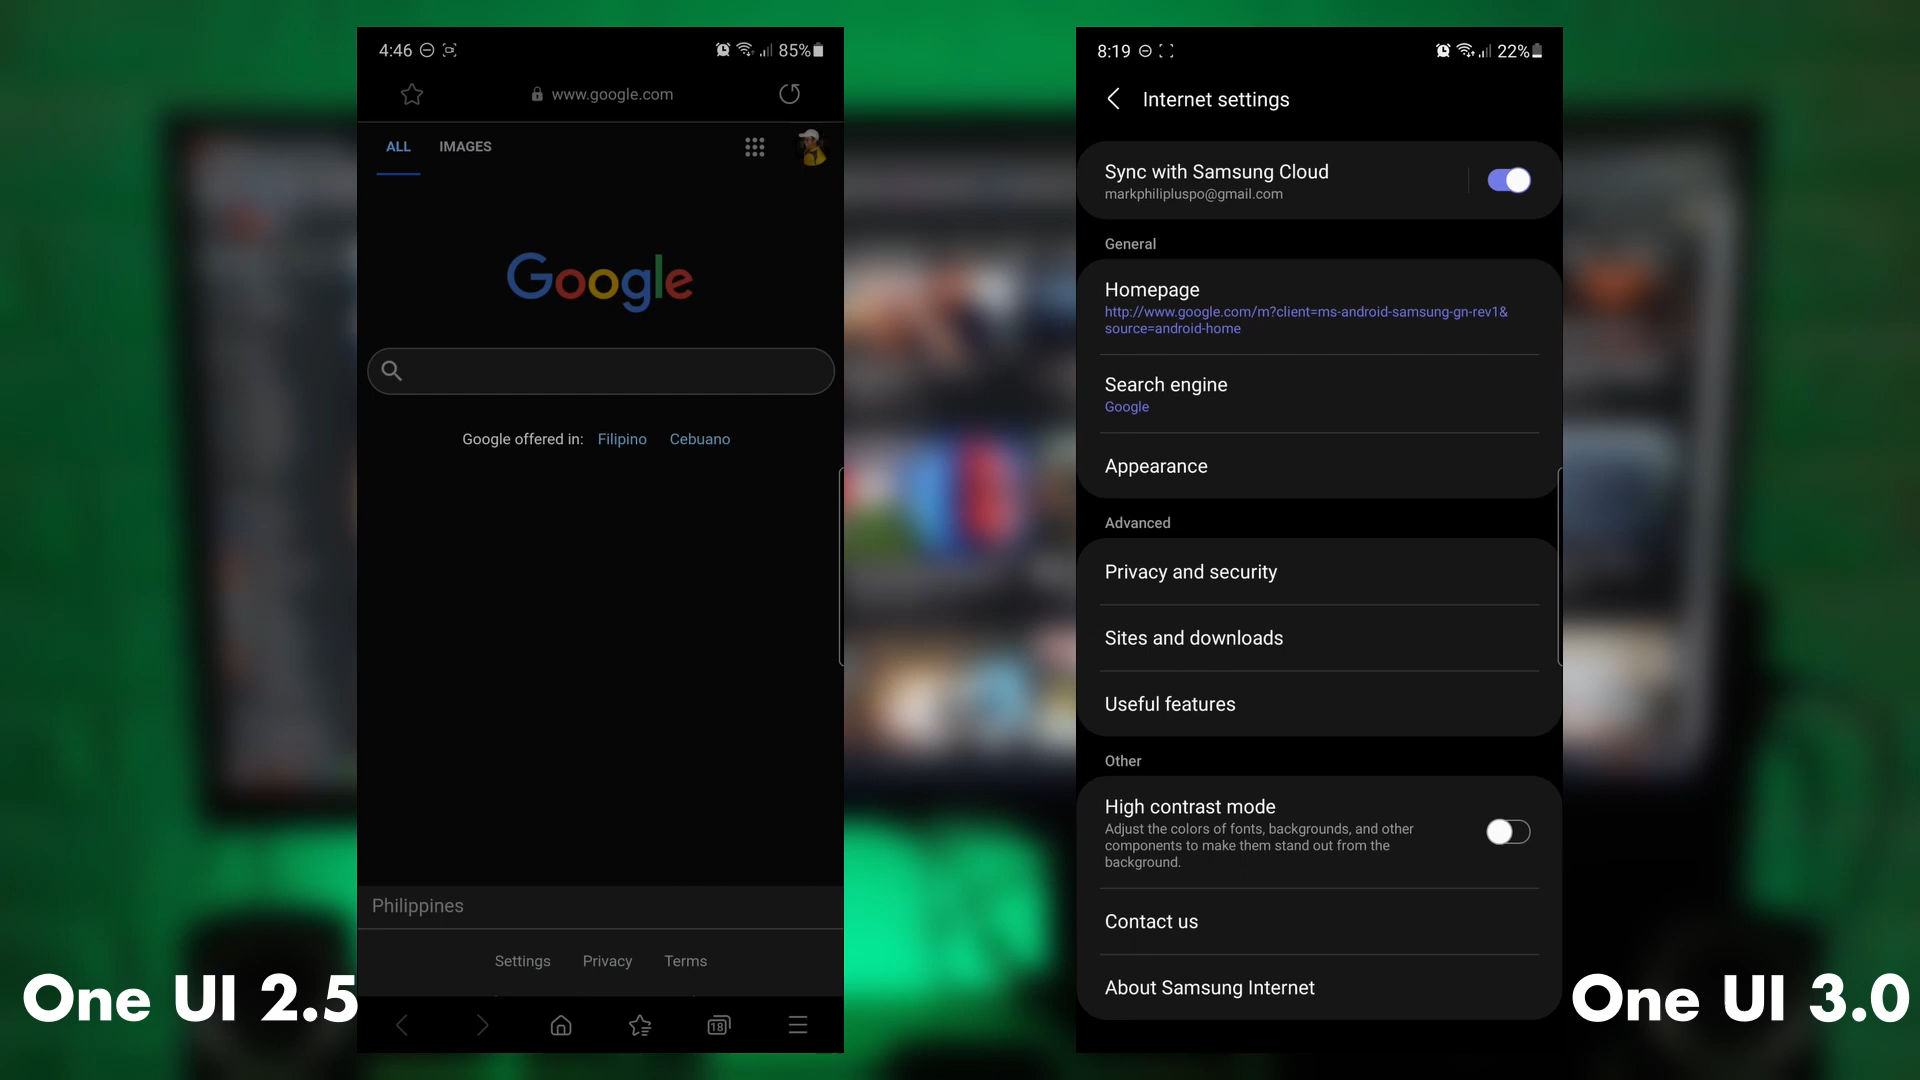 4:46
85%
www.google.com
ALL IMAGES
Google
Google offered in: Filipino Cebuano
Philippines
Settings Privacy Terms
18
One UI 2.5
8:19
22%
Internet settings
Sync with Samsung Cloud
markphilipluspo@gmail.com
General
Homepage
http://www.google.com/m?client=ms-android-samsung-gn-rev1&
source=android-home
Search engine
Google
Appearance
Advanced
Privacy and security
Sites and downloads
Useful features
Other
High contrast mode
Adjust the colors of fonts, backgrounds, and other
components to make them stand out from the
background.
Contact us
About Samsung Internet
One UI 3.0